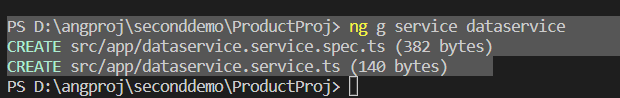 PS D:\angproj\seconddemo\ProductProj> ng g service dataservice
CREATE src/app/dataservice.service.spec.ts (382 bytes)
CREATE src/app/dataservice.service.ts (140 bytes)
PS D:\angproj\seconddemo\ProductProj>